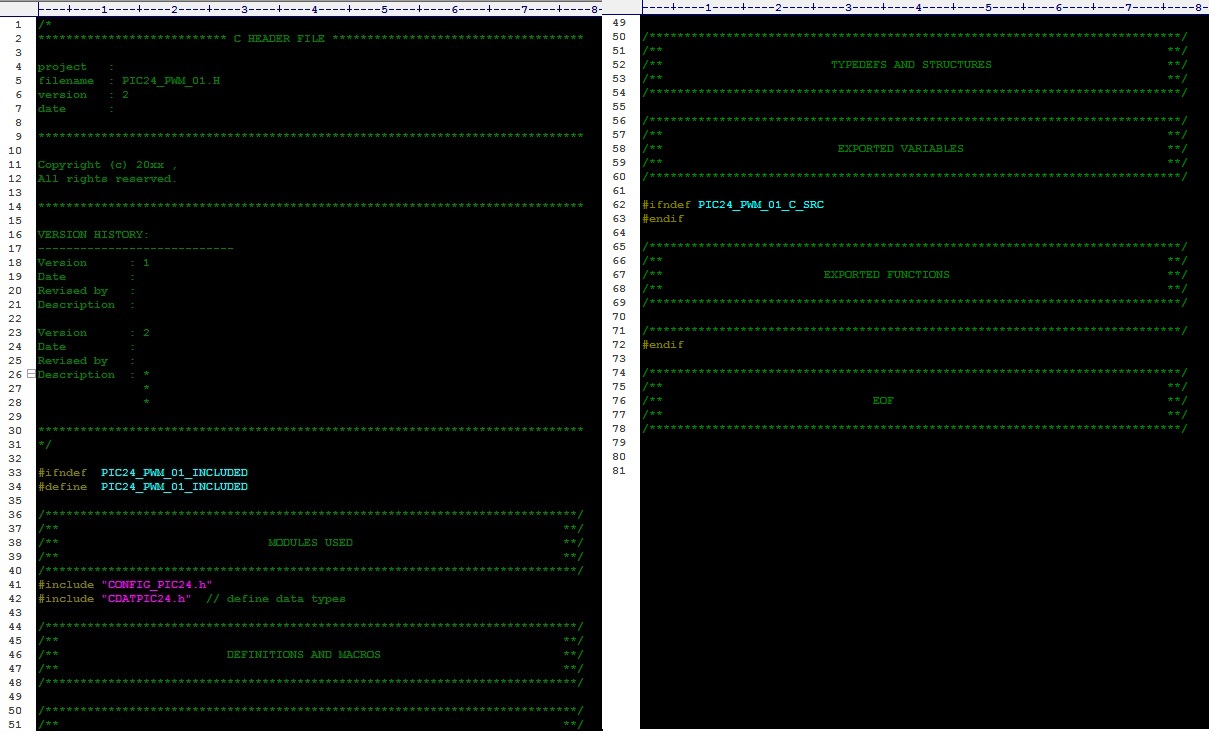 ----+----1----+----2----+----3----+----4----+----5----+----6----+----7----+----8-
1 /*
2 *************************** C HEADER FILE ************************************
3
4 project   :
5 filename  : PIC24_PWM_01.H
6 version   : 2
7 date      :
8
9 ******************************************************************************
10
11 Copyright (c) 20xx ,
12 All rights reserved.
13
14 ******************************************************************************
15
16 VERSION HISTORY:
17 ----------------------------
18 Version      : 1
19 Date         :
20 Revised by   :
21 Description  :
22
23 Version      : 2
24 Date         :
25 Revised by   :
26 Description  : *
27                *
28                *
29
30 ******************************************************************************
31 */
32
33 #ifndef  PIC24_PWM_01_INCLUDED
34 #define  PIC24_PWM_01_INCLUDED
35
36 /****************************************************************************/
37 /**                                                                        **/
38 /**                              MODULES USED                              **/
39 /**                                                                        **/
40 /****************************************************************************/
41 #include "CONFIG_PIC24.h"
42 #include "CDATPIC24.h"  // define data types
43
44 /****************************************************************************/
45 /**                                                                        **/
46 /**                        DEFINITIONS AND MACROS                          **/
47 /**                                                                        **/
48 /****************************************************************************/
49
50 /****************************************************************************/
51 /**                                                                        **/
----+----1----+----2----+----3----+----4----+----5----+----6----+----7----+----8-
49
50 /****************************************************************************/
51 /**                                                                        **/
52 /**                        TYPEDEFS AND STRUCTURES                         **/
53 /**                                                                        **/
54 /****************************************************************************/
55
56 /****************************************************************************/
57 /**                                                                        **/
58 /**                         EXPORTED VARIABLES                             **/
59 /**                                                                        **/
60 /****************************************************************************/
61
62 #ifndef PIC24_PWM_01_C_SRC
63 #endif
64
65 /****************************************************************************/
66 /**                                                                        **/
67 /**                       EXPORTED FUNCTIONS                               **/
68 /**                                                                        **/
69 /****************************************************************************/
70
71 /****************************************************************************/
72 #endif
73
74 /****************************************************************************/
75 /**                                                                        **/
76 /**                              EOF                                       **/
77 /**                                                                        **/
78 /****************************************************************************/
79
80
81